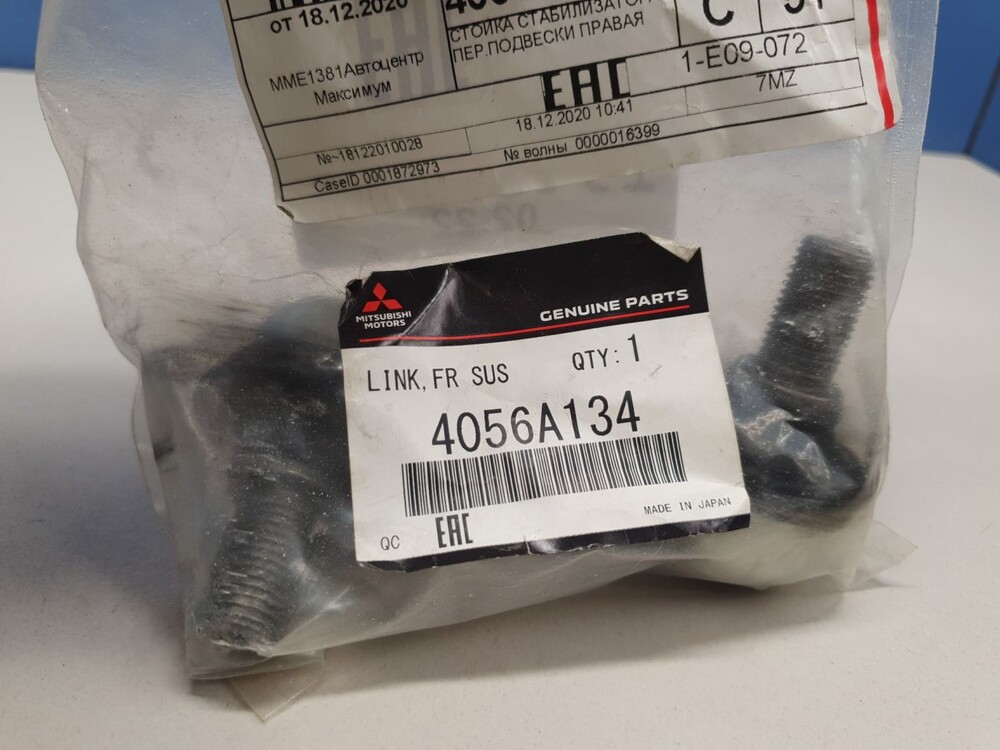 от 18.12.2020
СТОЙКА СТАБИЛИЗАТОР
ПЕР.ПОДВЕСКИ ПРАВАЯ
C
MME1381Автоцентр
Максимум
EAC
1-E09-072
18.12.2020 10:41
7MZ
№~18122010028
№ волны 0000016399
CaseID 0001872973
02.22
MITSUBISHI
MOTORS
GENUINE PARTS
LINK, FR SUS
QTY: 1
4056A134
MADE IN JAPAN
QC
EAC